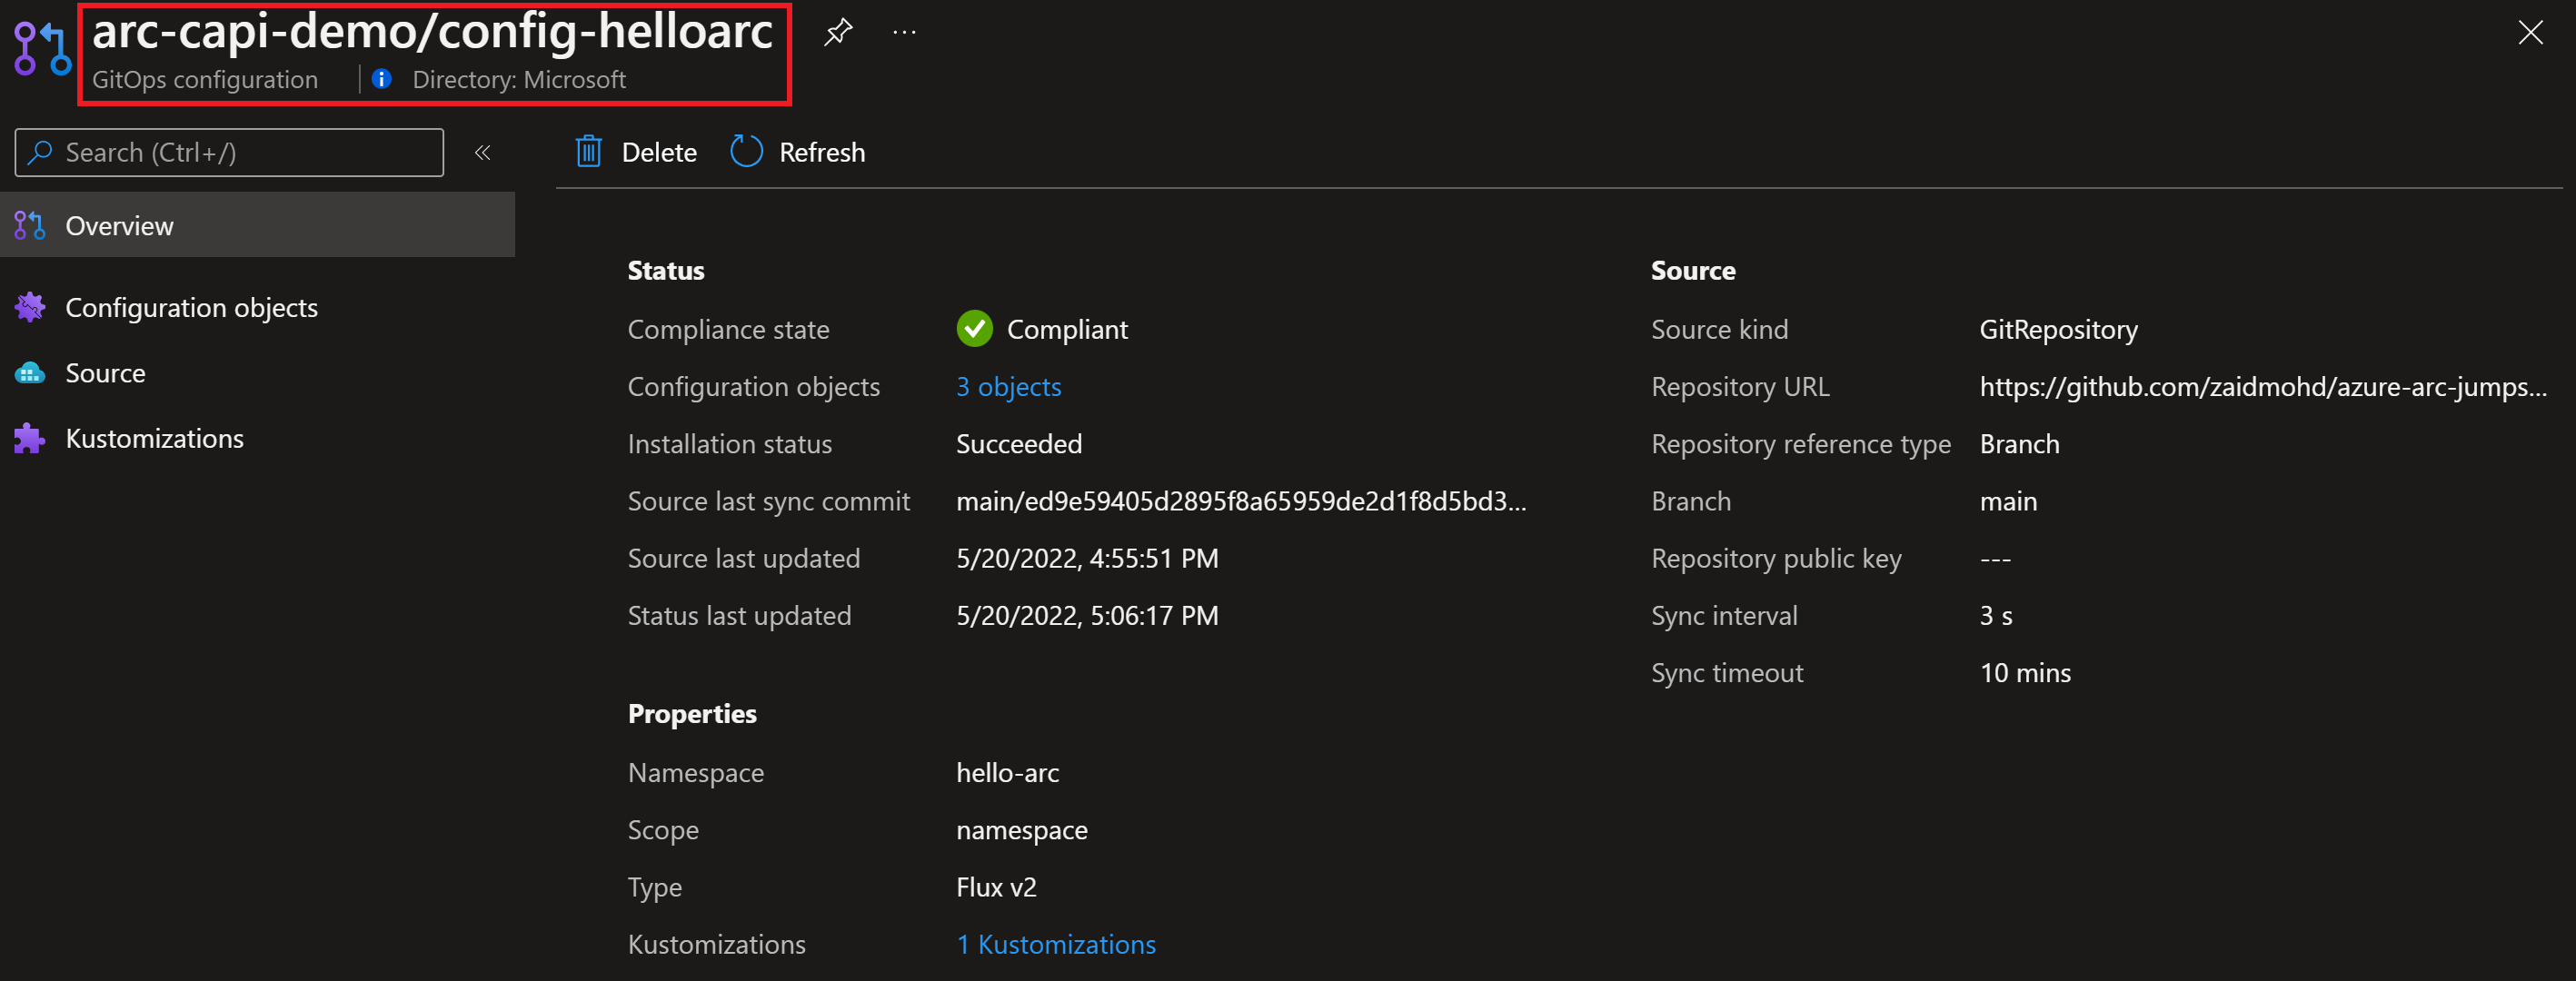 arc-capi-demo/config-helloarc
GitOps configuration
Directory: Microsoft
Search (Ctrl+/)
Overview
Configuration objects
Source
Kustomizations
Delete
Refresh
Status
Compliance state Compliant
Configuration objects 3 objects
Installation status Succeeded
Source last sync commit main/ed9e59405d2895f8a65959de2d1f8d5bd3...
Source last updated 5/20/2022, 4:55:51 PM
Status last updated 5/20/2022, 5:06:17 PM
Properties
Namespace hello-arc
Scope namespace
Type Flux v2
Kustomizations 1 Kustomizations
Source
Source kind GitRepository
Repository URL https://github.com/zaidmohd/azure-arc-jumps...
Repository reference type Branch
Branch main
Repository public key ---
Sync interval 3 s
Sync timeout 10 mins